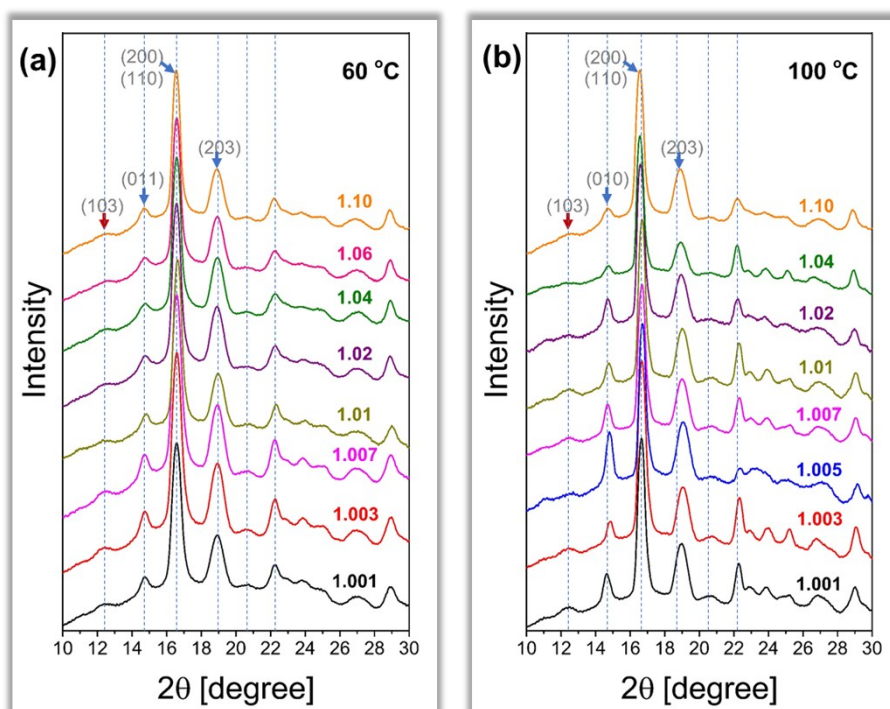 (a)
60 °C
(200)
(110)
(203)
(011)
(103)
1.10
1.06
1.04
1.02
1.01
1.007
1.003
1.001
Intensity
10 12 14 16 18 20 22 24 26 28 30
2θ [degree]
(b)
100 °C
(200)
(110)
(203)
(010)
(103)
1.10
1.04
1.02
1.01
1.007
1.005
1.003
1.001
Intensity
10 12 14 16 18 20 22 24 26 28 30
2θ [degree]